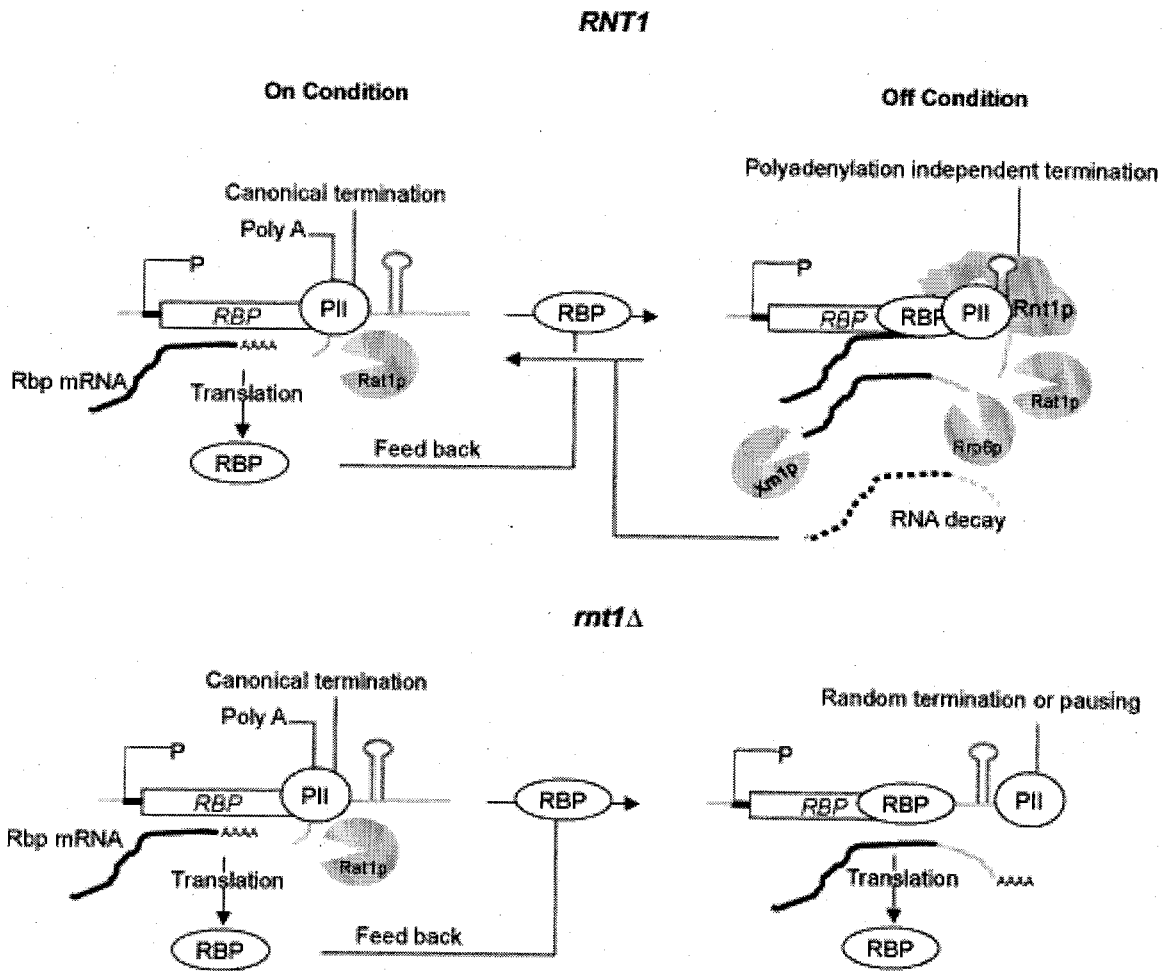 RNT1
On Condition
Off Condition
Polyadenylation independent termination
Canonical termination
Poly A
P
P
RBP
PII
RBP
RBP
RBP
PII
Rnt1p
AAAA
Rbp mRNA
Rat1p
Rat1p
Translation
Rrp6p
Xrn1p
RBP
Feed back
RNA decay
rnt1Δ
Canonical termination
Random termination or pausing
Poly A
P
P
RBP
PII
RBP
RBP
RBP
PII
AAAA
Rbp mRNA
Rat1p
Translation
Translation
AAAA
RBP
Feed back
RBP